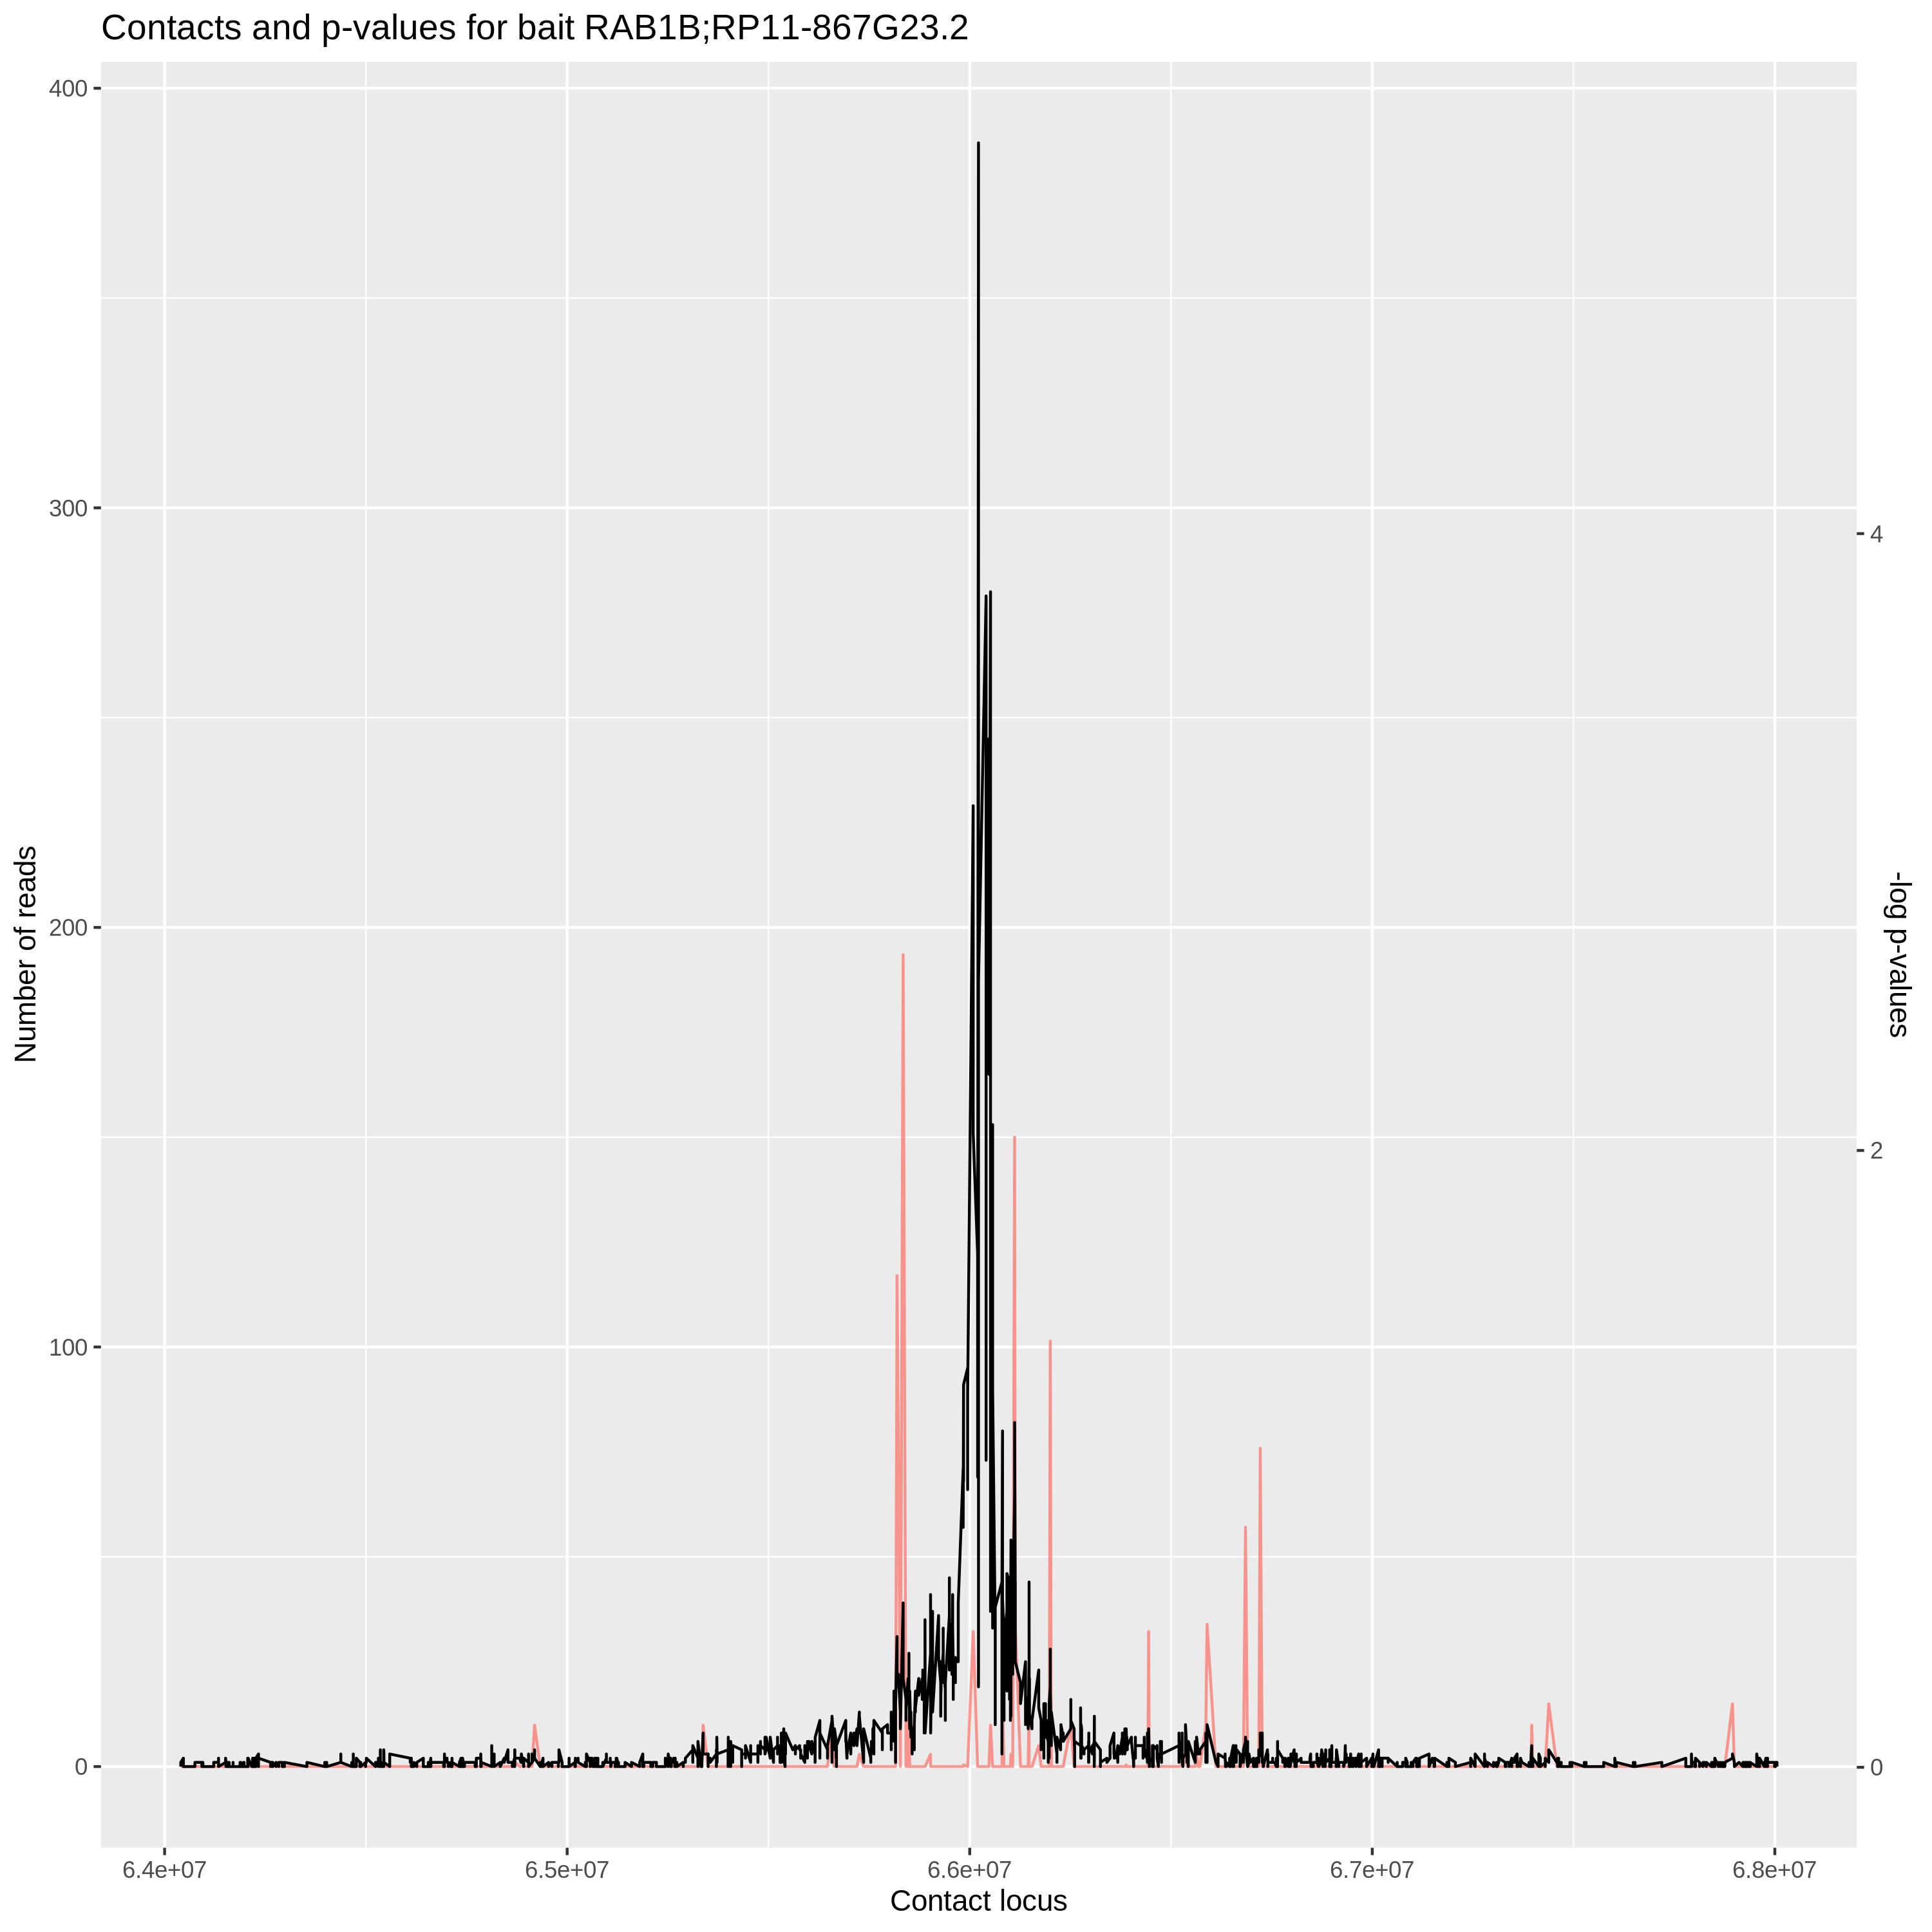 Contacts and p-values for bait RAB1B;RP11-867G23.2
400
300
200
100
0
Number of reads
4
2
0
-log p-values
6.4e+07
6.5e+07
6.6e+07
6.7e+07
6.8e+07
Contact locus